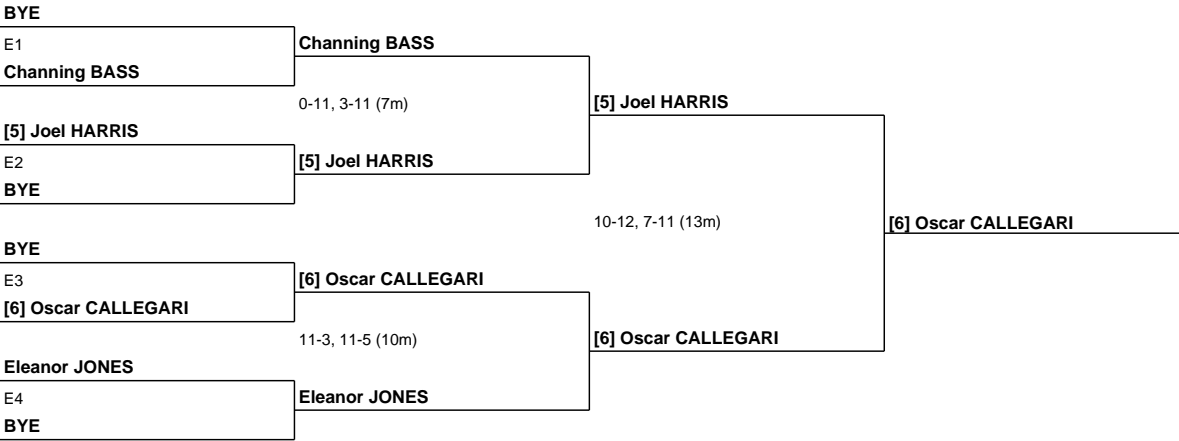 BYE
E1
Channing BASS
Channing BASS
0-11, 3-11 (7m)
[5] Joel HARRIS
[5] Joel HARRIS
E2
[5] Joel HARRIS
BYE
10-12, 7-11 (13m)
[6] Oscar CALLEGARI
BYE
E3
[6] Oscar CALLEGARI
[6] Oscar CALLEGARI
11-3, 11-5 (10m)
[6] Oscar CALLEGARI
Eleanor JONES
E4
Eleanor JONES
BYE